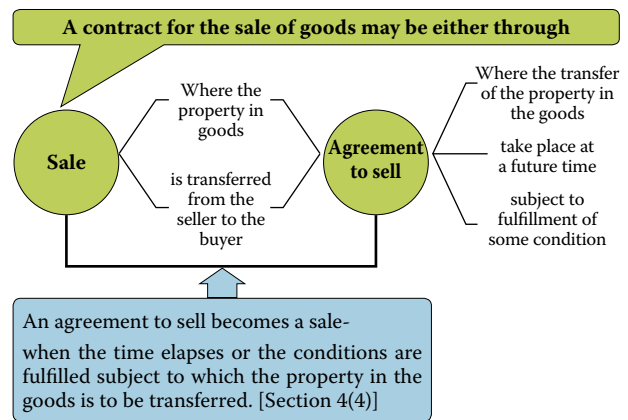 A contract for the sale of goods may be either through
Sale
Where the
property in
goods
is transferred
from the
seller to the
buyer
Agreement
to sell
Where the transfer
of the property in
the goods
take place at
a future time
subject to
fulfillment of
some condition
An agreement to sell becomes a sale-
when the time elapses or the conditions are
fulfilled subject to which the property in the
goods is to be transferred. [Section 4(4)]